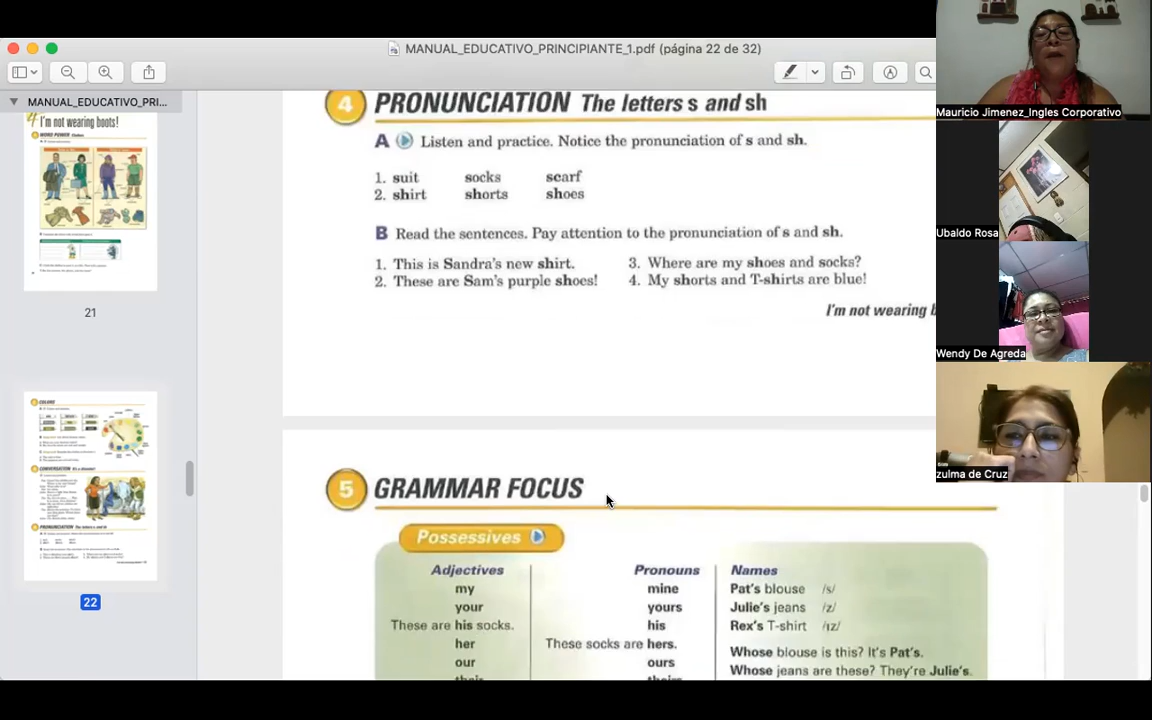 MANUAL_EDUCATIVO_PRINCIPIANTE_1.pdf (página 22 de 32)
MANUAL_EDUCATIVO_PRI...
I'm not wearing boots!
21
22
4 PRONUNCIATION The letters s and sh
A Listen and practice. Notice the pronunciation of s and sh.
1. suit socks scarf
2. shirt shorts shoes
B Read the sentences. Pay attention to the pronunciation of s and sh.
1. This is Sandra's new shirt. 3. Where are my shoes and socks?
2. These are Sam's purple shoes! 4. My shorts and T-shirts are blue!
I'm not wearing b
5 GRAMMAR FOCUS
Possessives
Adjectives Pronouns Names
my mine Pat's blouse /s/
your yours Julie's jeans /z/
These are his socks. his Rex's T-shirt /ɪz/
her These socks are hers.
Whose blouse is this? It's Pat's.
our ours Whose jeans are these? They're Julie's.
their theirs
Mauricio Jimenez_Ingles Corporativo
Ubaldo Rosa
Wendy De Agreda
zulma de Cruz